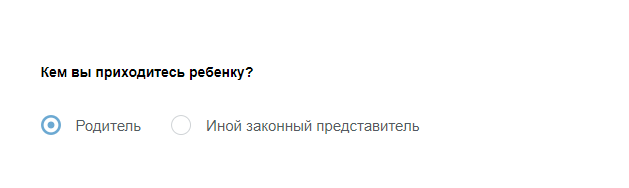 Кем вы приходитесь ребенку?
Родитель Иной законный представитель